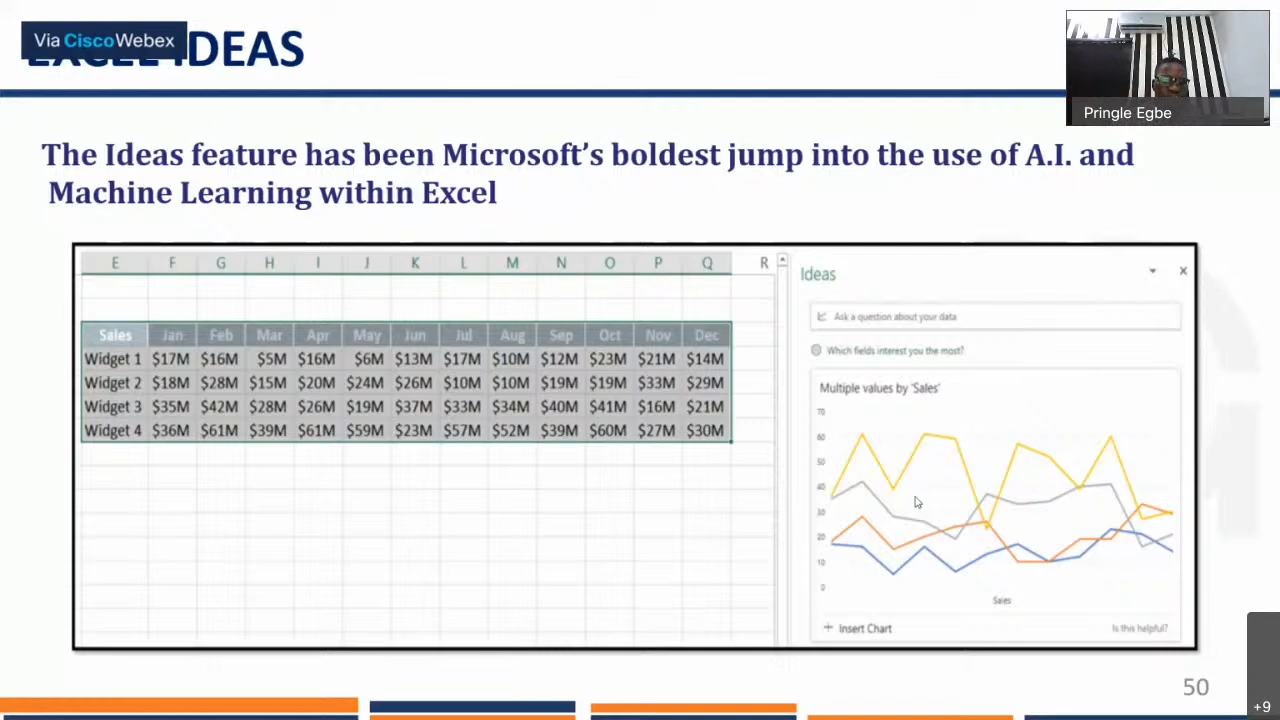 Via Cisco Webex
EXCEL IDEAS
Pringle Egbe
The Ideas feature has been Microsoft’s boldest jump into the use of A.I. and
Machine Learning within Excel
E F G H I J K L M N O P Q R
Sales Jan Feb Mar Apr May Jun Jul Aug Sep Oct Nov Dec
Widget 1 $17M $16M $5M $16M $6M $13M $17M $10M $12M $23M $21M $14M
Widget 2 $18M $28M $15M $20M $24M $26M $10M $10M $19M $19M $33M $29M
Widget 3 $35M $42M $28M $26M $19M $37M $33M $34M $40M $41M $16M $21M
Widget 4 $36M $61M $39M $61M $59M $23M $57M $52M $39M $60M $27M $30M
Ideas
Ask a question about your data
Which fields interest you the most?
Multiple values by 'Sales'
70
60
50
40
30
20
10
0
Sales
+ Insert Chart Is this helpful?
50
+9